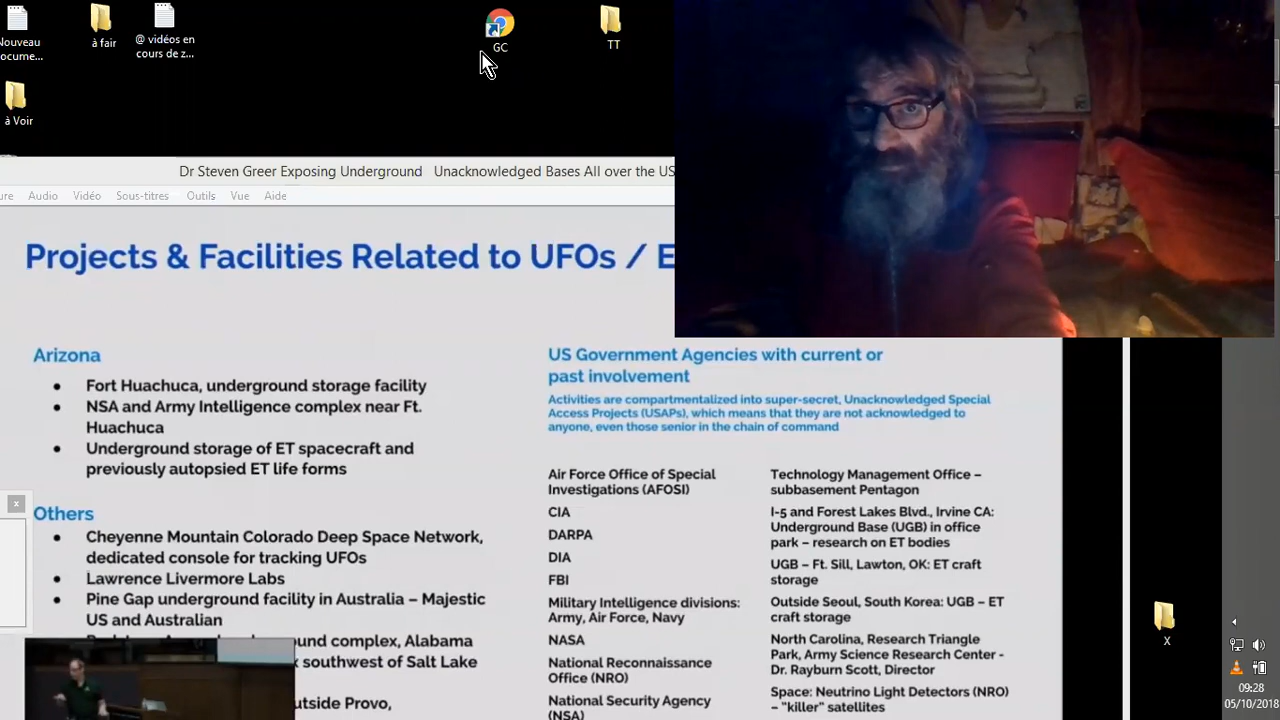 Nouveau
docume...
à fair
@ vidéos en
cours de z...
GC
TT
à Voir
Dr Steven Greer Exposing Underground Unacknowledged Bases All over the US
Audio Vidéo Sous-titres Outils Vue Aide
Projects & Facilities Related to UFOs / E
Arizona
• Fort Huachuca, underground storage facility
• NSA and Army Intelligence complex near Ft.
Huachuca
• Underground storage of ET spacecraft and
previously autopsied ET life forms
Others
• Cheyenne Mountain Colorado Deep Space Network,
dedicated console for tracking UFOs
• Lawrence Livermore Labs
• Pine Gap underground facility in Australia – Majestic
US and Australian
ound complex, Alabama
southwest of Salt Lake
utside Provo,
US Government Agencies with current or
past involvement
Activities are compartmentalized into super-secret, Unacknowledged Special
Access Projects (USAPs), which means that they are not acknowledged to
anyone, even those senior in the chain of command
Air Force Office of Special
Investigations (AFOSI)
CIA
DARPA
DIA
FBI
Military Intelligence divisions:
Army, Air Force, Navy
NASA
National Reconnaissance
Office (NRO)
National Security Agency
(NSA)
Technology Management Office –
subbasement Pentagon
I-5 and Forest Lakes Blvd., Irvine CA:
Underground Base (UGB) in office
park – research on ET bodies
UGB – Ft. Sill, Lawton, OK: ET craft
storage
Outside Seoul, South Korea: UGB – ET
craft storage
North Carolina, Research Triangle
Park, Army Science Research Center -
Dr. Rayburn Scott, Director
Space: Neutrino Light Detectors (NRO)
– "killer" satellites
x
X
09:28
05/10/2018